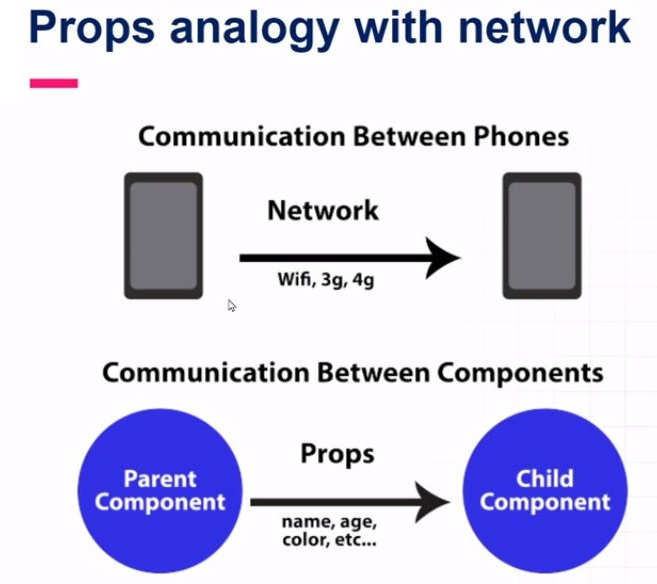 Props analogy with network
Communication Between Phones
Network
Wifi, 3g, 4g
Communication Between Components
Props
Parent
Component
name, age,
color, etc...
Child
Component